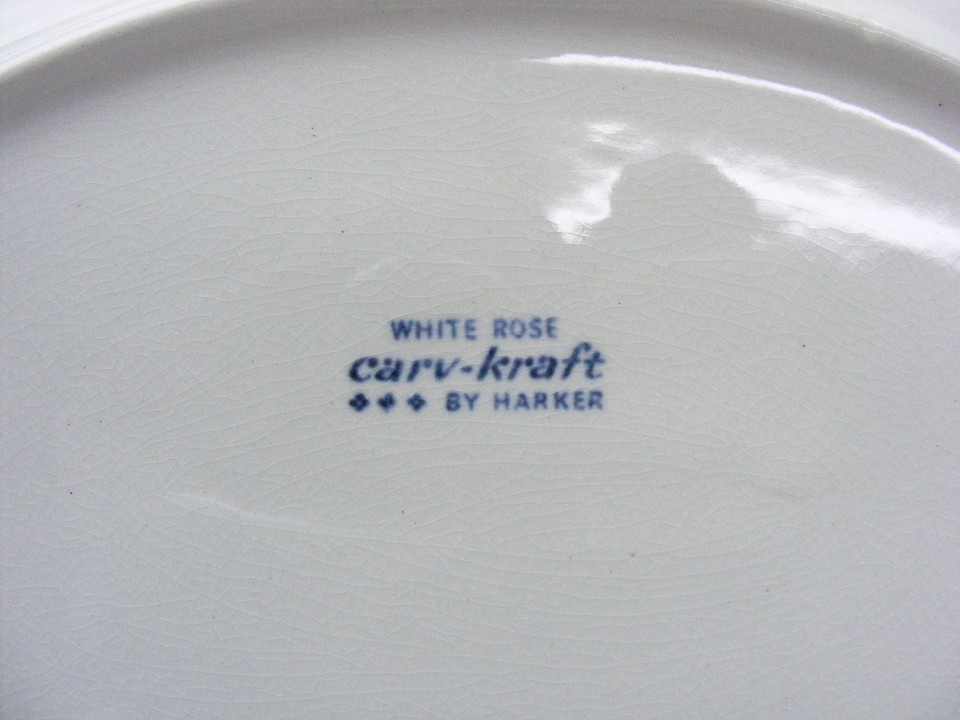 WHITE ROSE
carv-kraft
BY HARKER